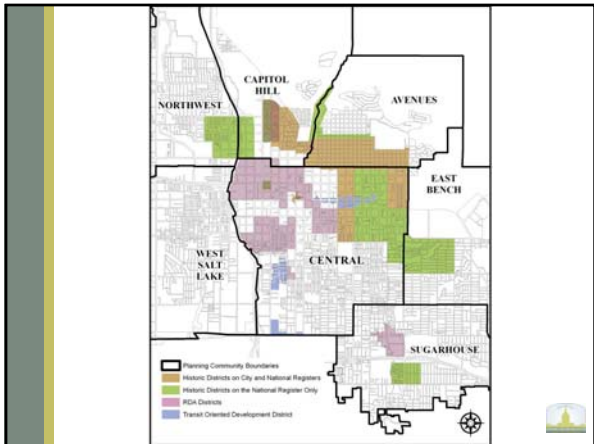 CAPITOL
HILL
AVENUES
NORTHWEST
EAST
BENCH
WEST
SALT
LAKE
CENTRAL
SUGARHOUSE
Planning Community Boundaries
Historic Districts on City and National Registers
Historic Districts on the National Register Only
RDA Districts
Transit Oriented Development District